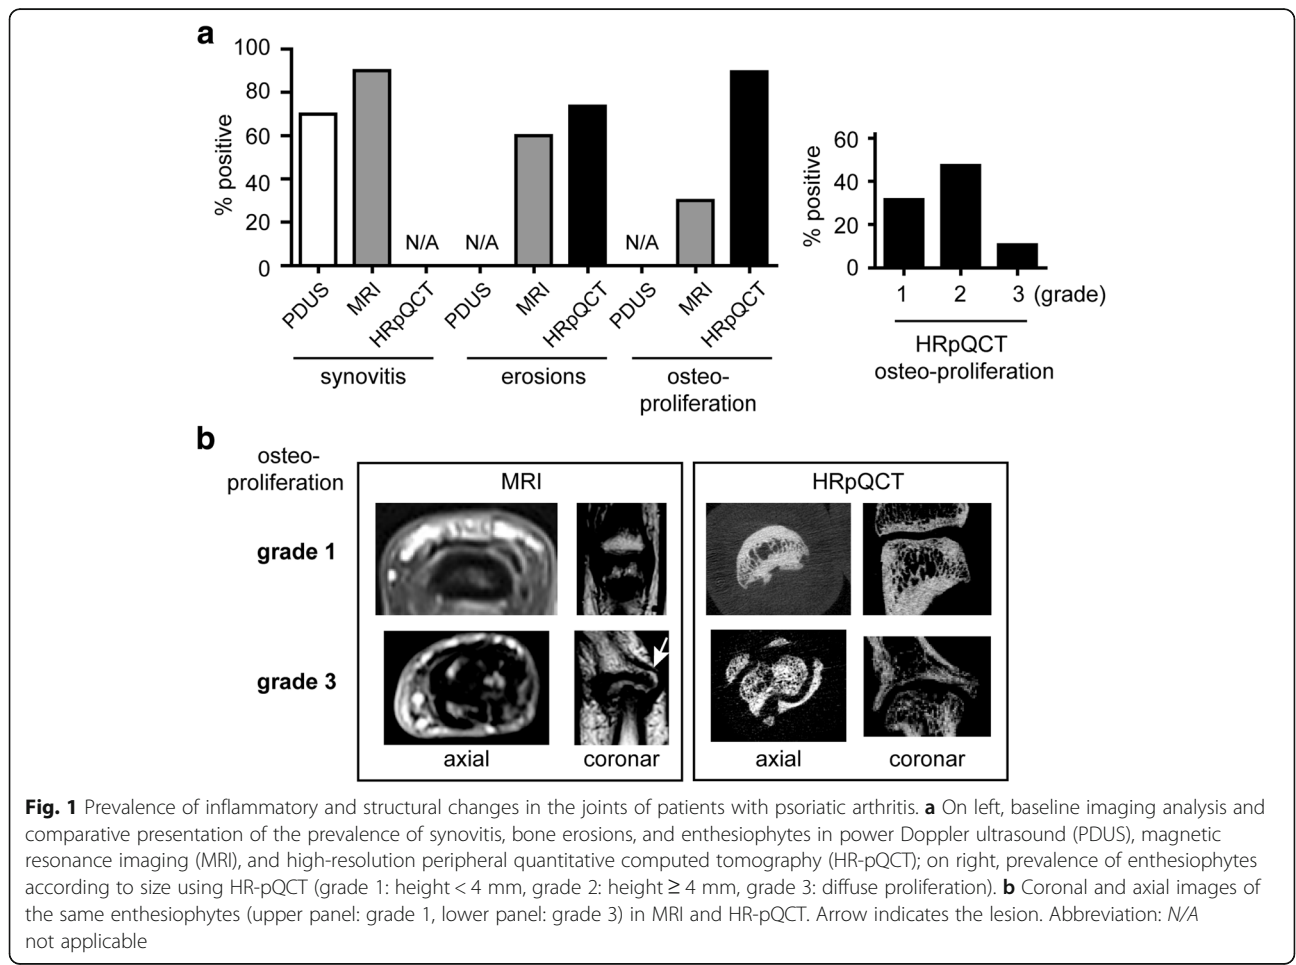 a
100
80
60
40
20
0
% positive
N/A N/A N/A
PDUS MRI HRpQCT PDUS MRI HRpQCT PDUS MRI HRpQCT
synovitis erosions osteo-
proliferation
60
40
20
0
% positive
1 2 3 (grade)
HRpQCT
osteo-proliferation
b
osteo-
proliferation
MRI HRpQCT
grade 1
grade 3
axial coronar axial coronar
Fig. 1 Prevalence of inflammatory and structural changes in the joints of patients with psoriatic arthritis. a On left, baseline imaging analysis and
comparative presentation of the prevalence of synovitis, bone erosions, and enthesiophytes in power Doppler ultrasound (PDUS), magnetic
resonance imaging (MRI), and high-resolution peripheral quantitative computed tomography (HR-pQCT); on right, prevalence of enthesiophytes
according to size using HR-pQCT (grade 1: height < 4 mm, grade 2: height ≥ 4 mm, grade 3: diffuse proliferation). b Coronal and axial images of
the same enthesiophytes (upper panel: grade 1, lower panel: grade 3) in MRI and HR-pQCT. Arrow indicates the lesion. Abbreviation: N/A
not applicable